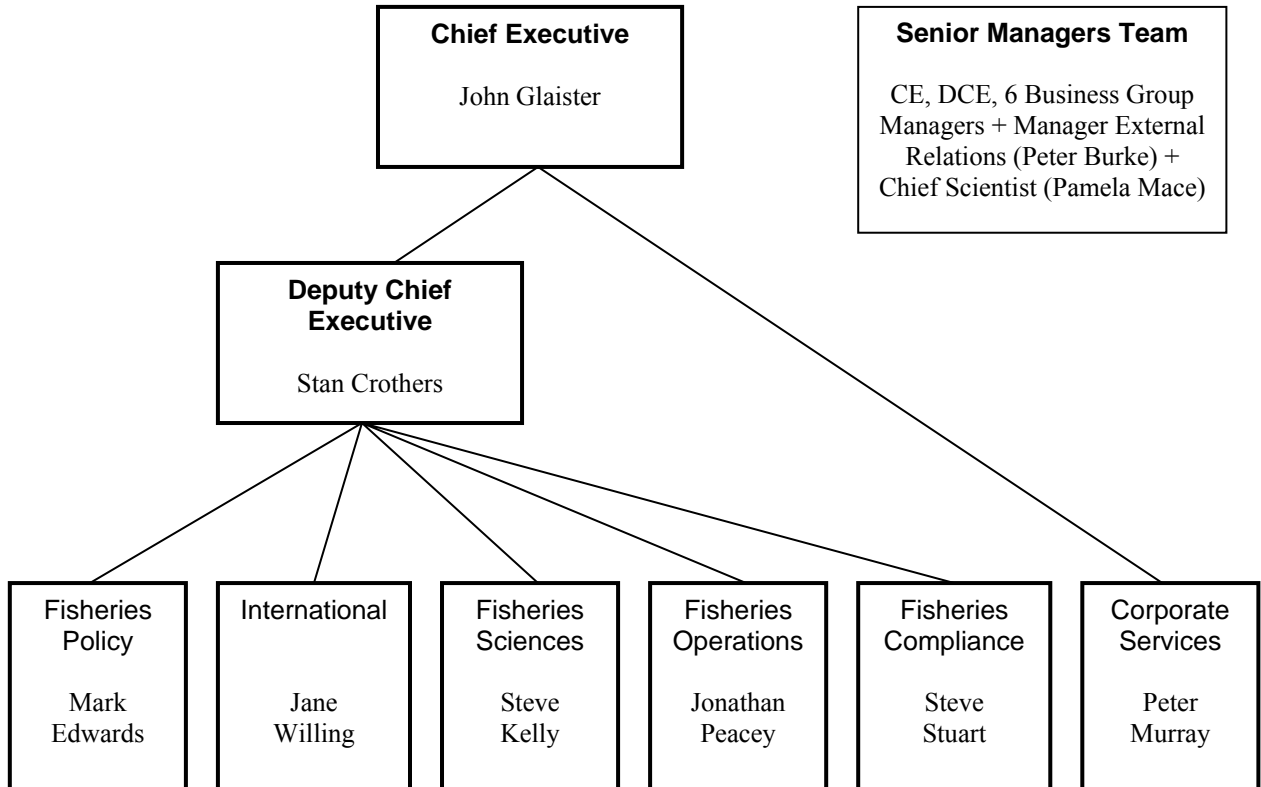 Chief Executive
John Glaister
Senior Managers Team
CE, DCE, 6 Business Group
Managers + Manager External
Relations (Peter Burke) +
Chief Scientist (Pamela Mace)
Deputy Chief
Executive
Stan Crothers
Fisheries
Policy
Mark
Edwards
International
Jane
Willing
Fisheries
Sciences
Steve
Kelly
Fisheries
Operations
Jonathan
Peacey
Fisheries
Compliance
Steve
Stuart
Corporate
Services
Peter
Murray